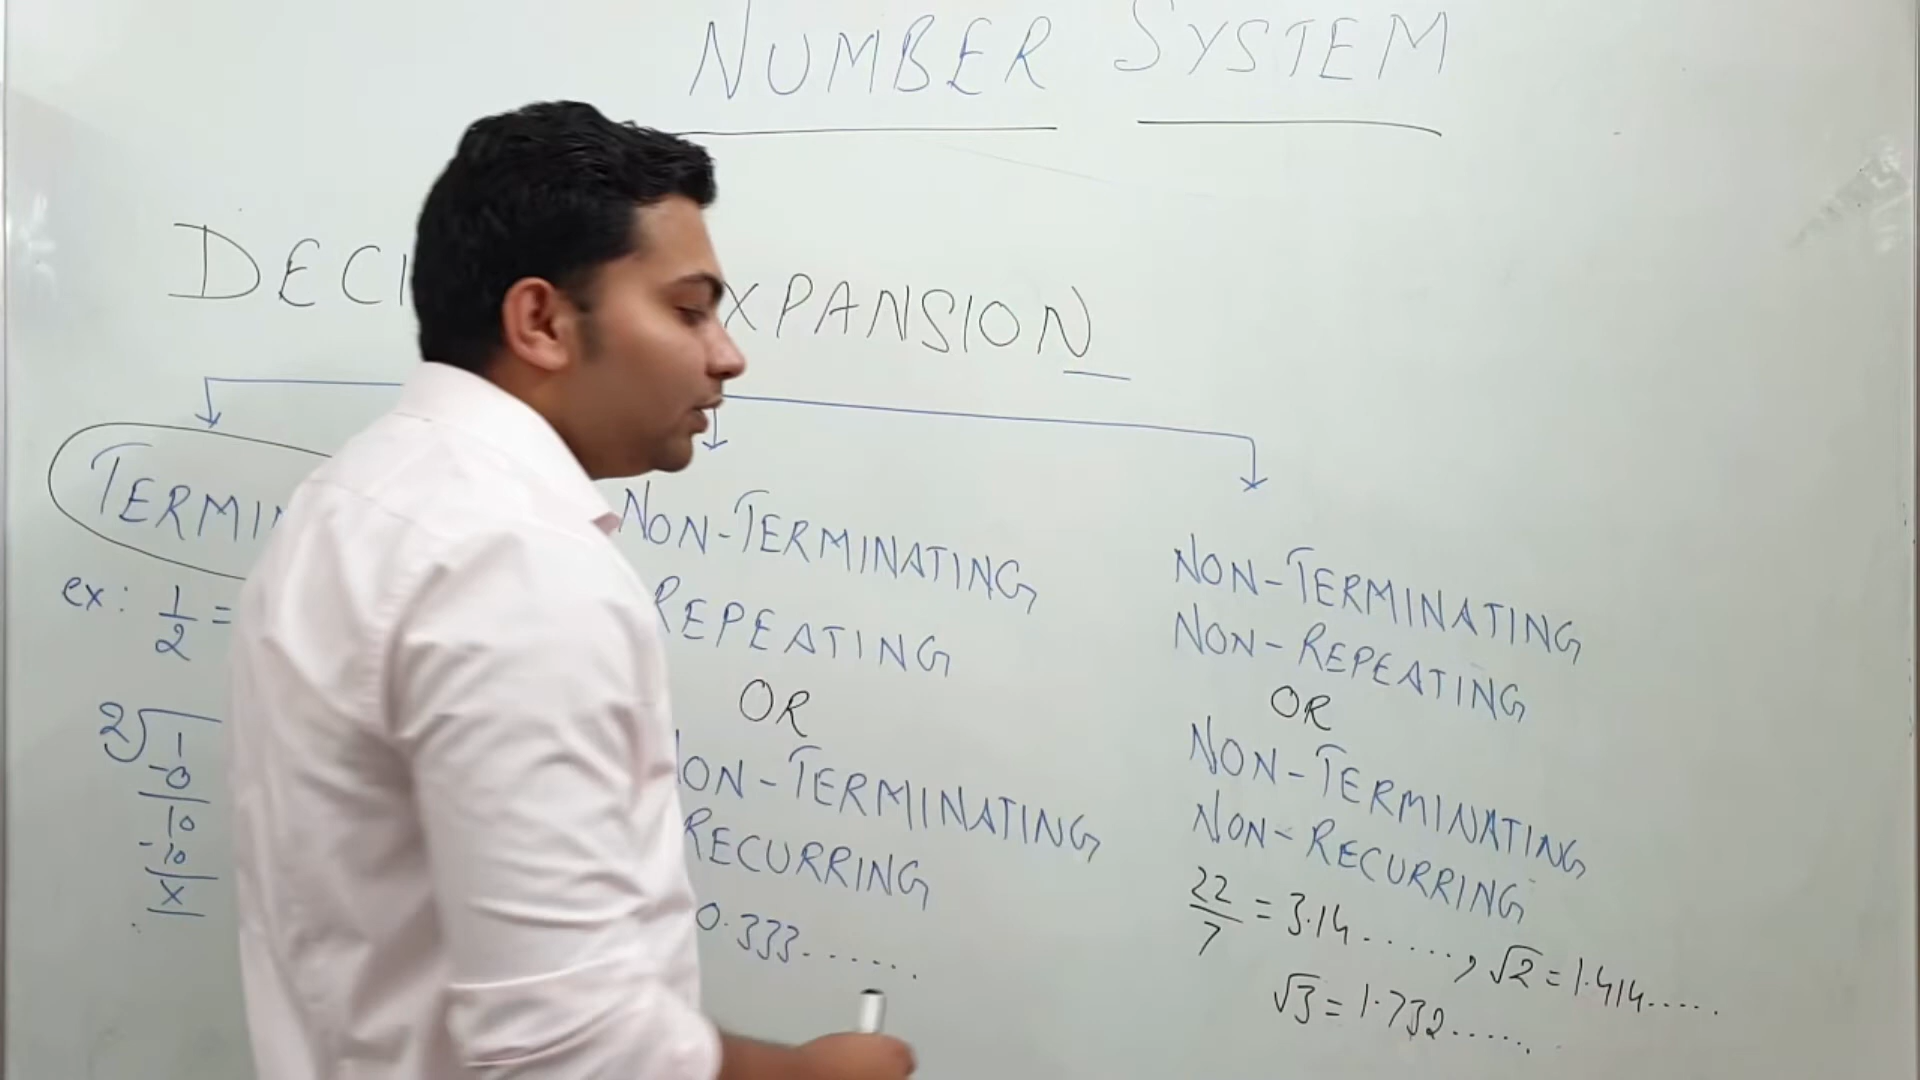 NUMBER SYSTEM
DECI XPANSION
TERMIN
ex: 1/2 =
2 1
-0
10
-10
X
NON-TERMINATING
REPEATING
OR
NON-TERMINATING
RECURRING
0.333.......
NON-TERMINATING
NON-REPEATING
OR
NON-TERMINATING
NON-RECURRING
22/7 = 3.14......, √2 = 1.414.....
√3 = 1.732......